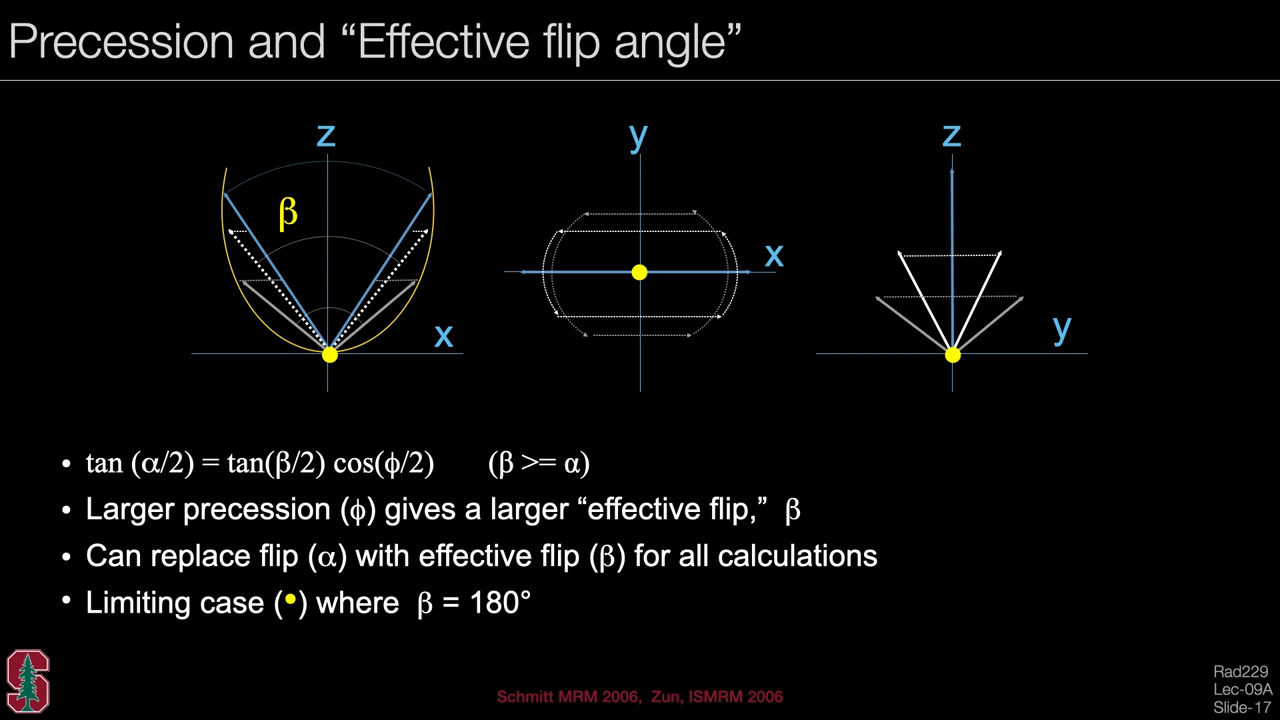 Precession and “Effective flip angle”
z
β
x
y
x
z
y
• tan (α/2) = tan(β/2) cos(ϕ/2) (β >= α)
• Larger precession (ϕ) gives a larger “effective flip,” β
• Can replace flip (α) with effective flip (β) for all calculations
• Limiting case (•) where β = 180°
S
Schmitt MRM 2006, Zun, ISMRM 2006
Rad229
Lec-09A
Slide-17